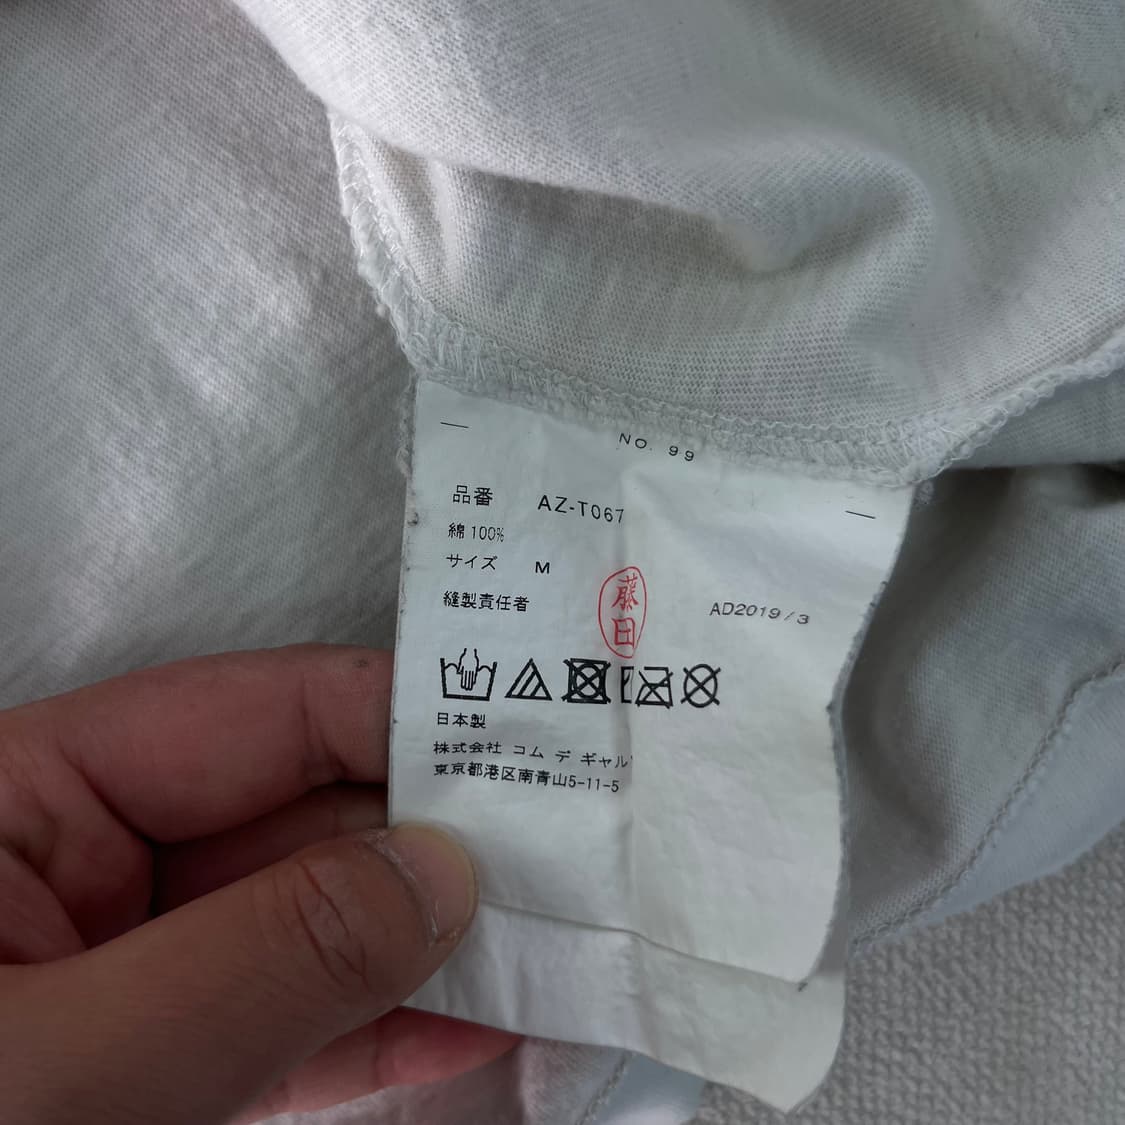 NO. 99
品番 AZ-T067
綿 100%
サイズ M
縫製責任者 藤田 AD2019/3
日本製
株式会社 コム デ ギャル
東京都港区南青山5-11-5